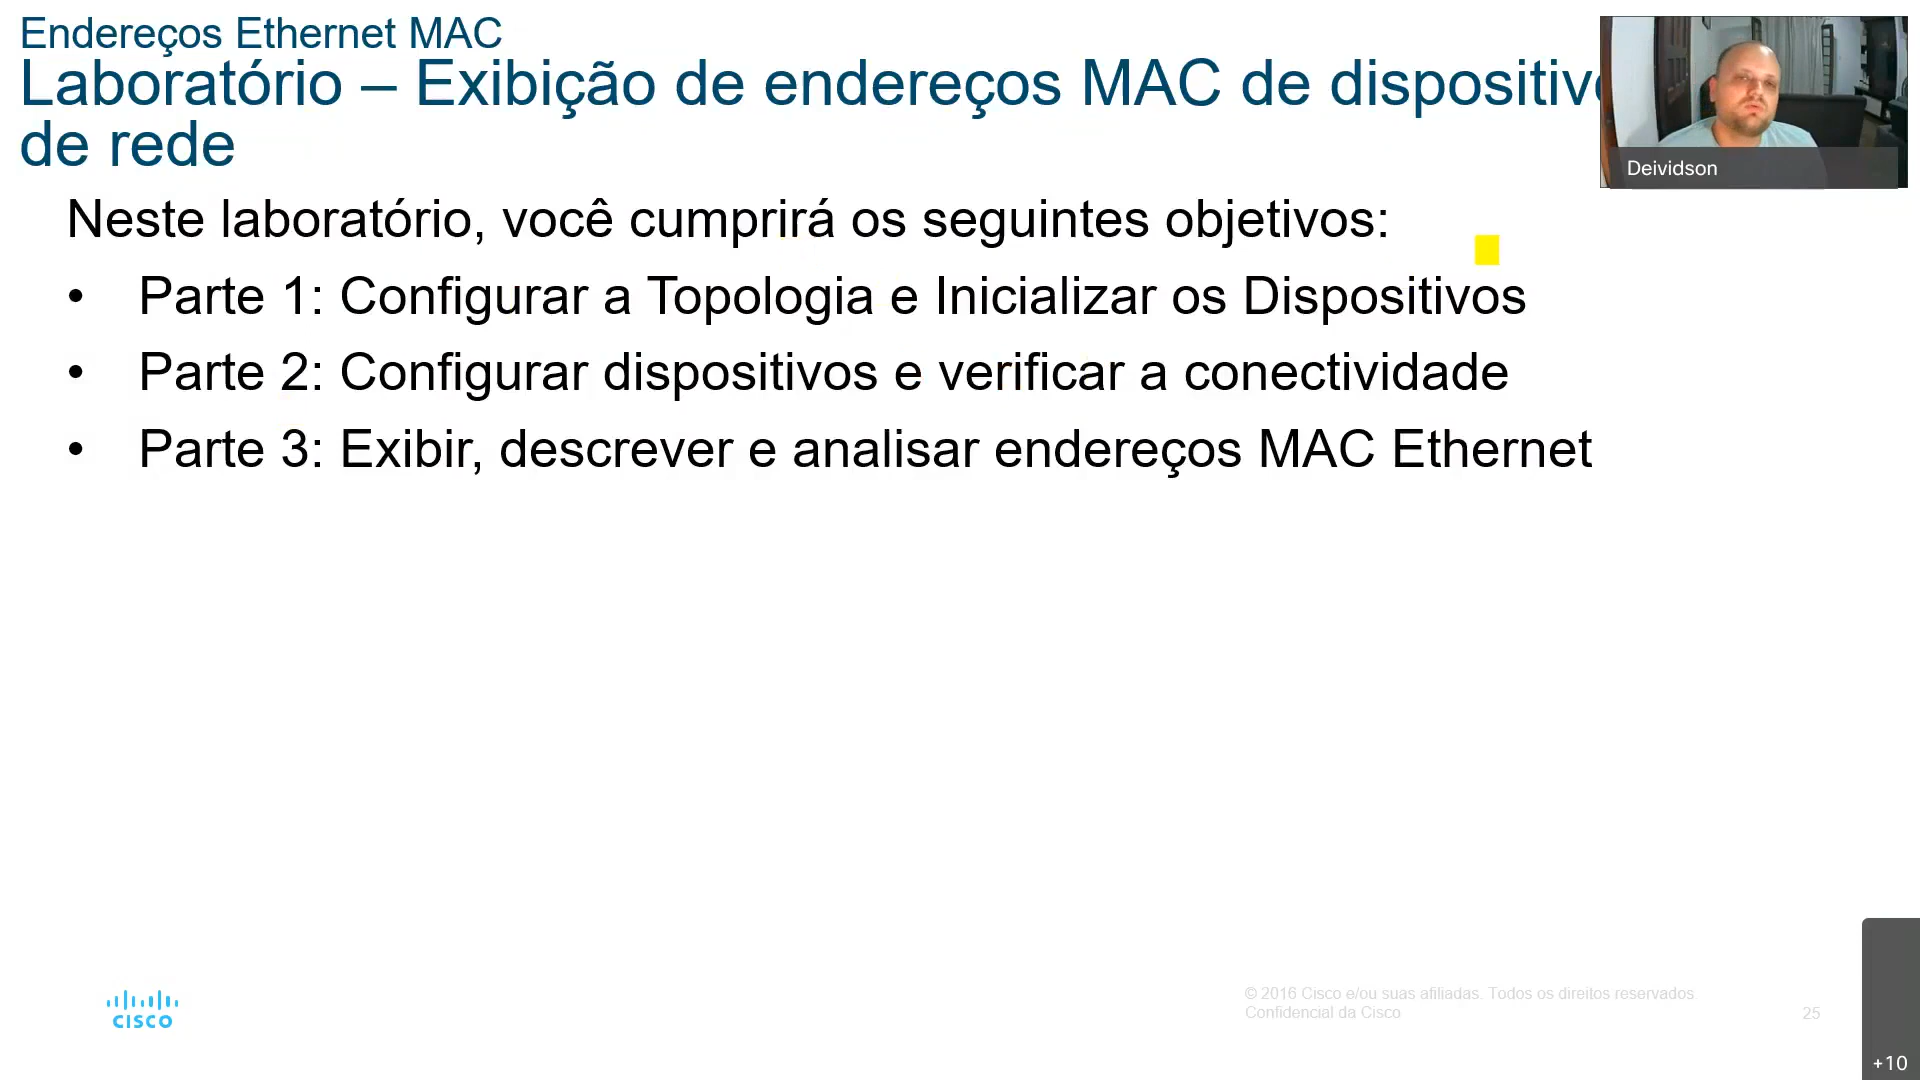 Endereços Ethernet MAC
Laboratório – Exibição de endereços MAC de
de rede
Deividson
Neste laboratório, você cumprirá os seguintes objetivos:
• Parte 1: Configurar a Topologia e Inicializar os Dispositivos
• Parte 2: Configurar dispositivos e verificar a conectividade
• Parte 3: Exibir, descrever e analisar endereços MAC Ethernet
CISCO
© 2016 Cisco e/ou suas afiliadas. Todos os direitos reservados
Confidencial da Cisco
25
+10